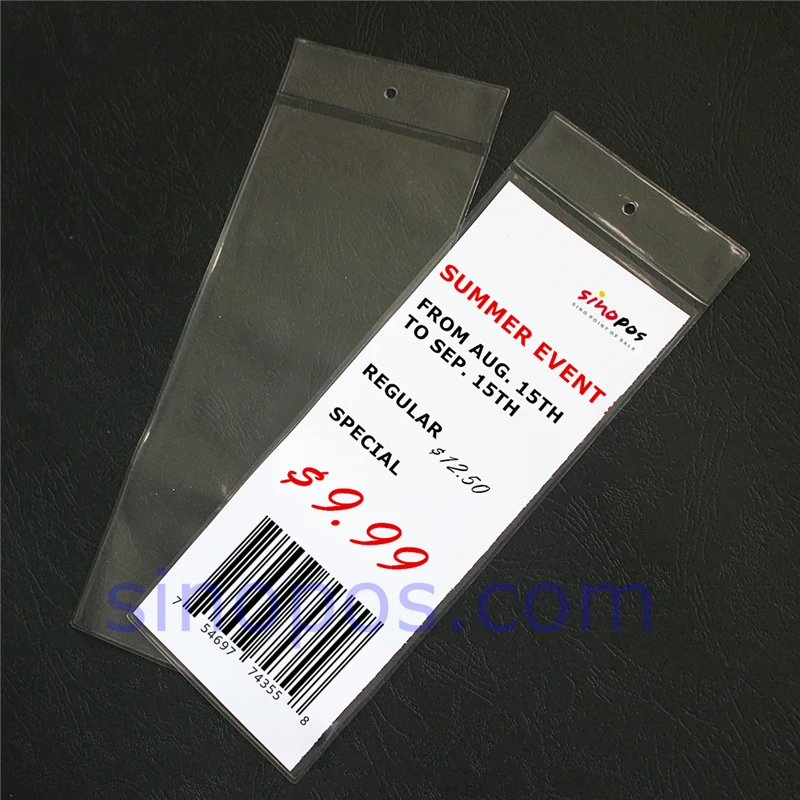 sinopos
SINO POINT OF SALE
SUMMER EVENT
FROM AUG. 15TH
TO SEP. 15TH
REGULAR $12.50
SPECIAL
$9.99
7 54697 74355 8
sinopos.com